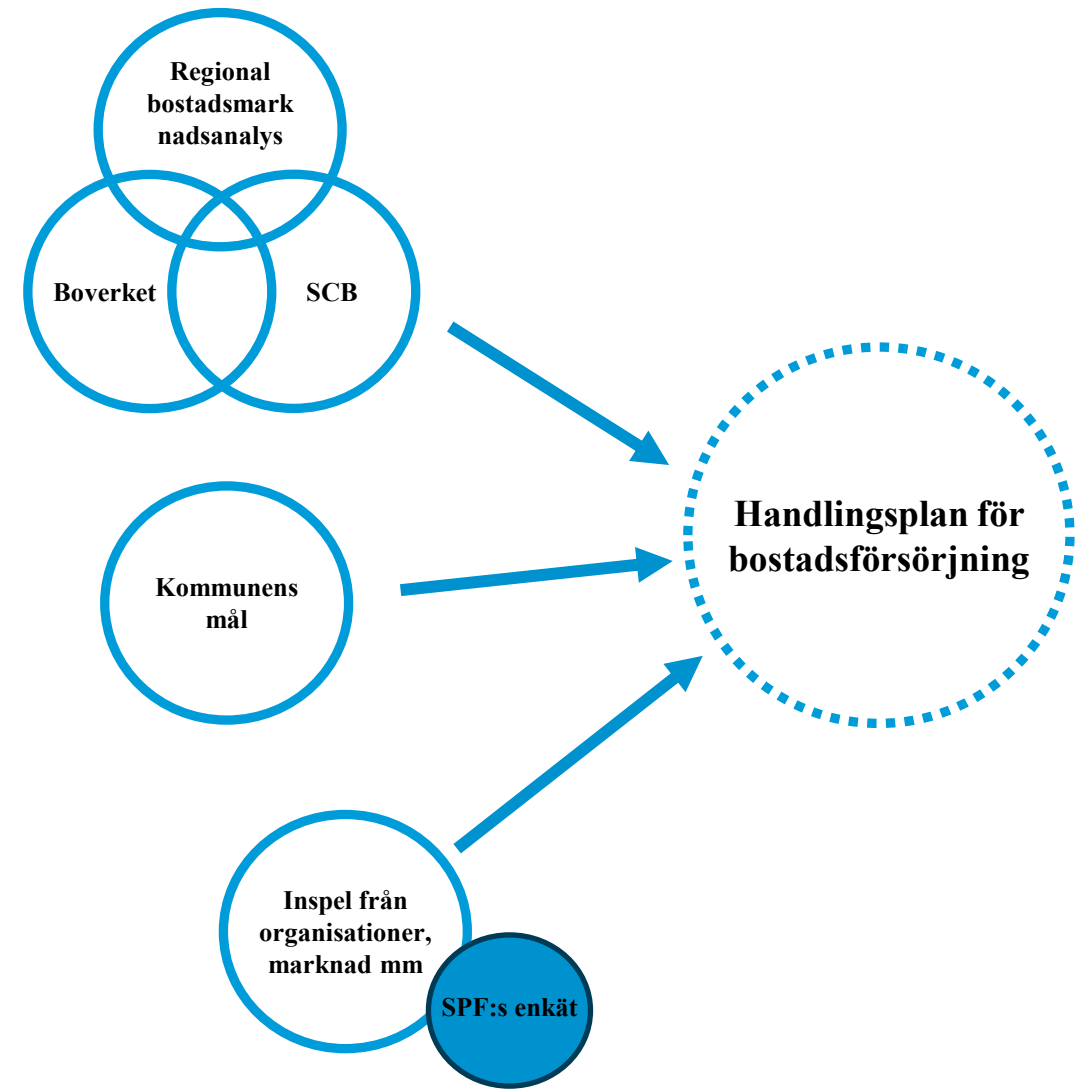 Regional
bostadsmark
nadsanalys
Boverket
SCB
Handlingsplan för
bostadsförsörjning
Kommunens
mål
Inspel från
organisationer,
marknad mm
SPF:s enkät